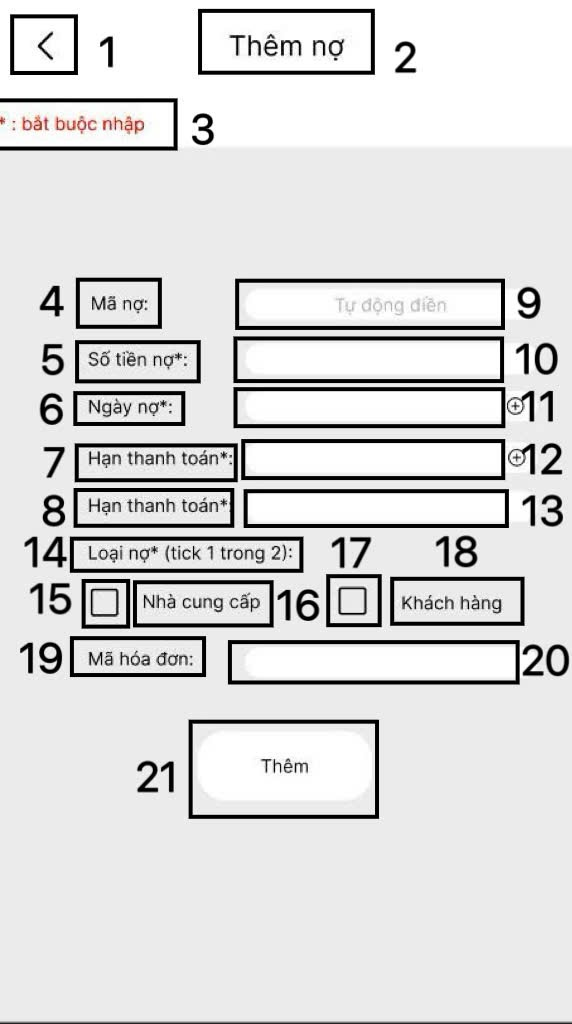 < 1 Thêm nợ 2
* : bắt buộc nhập 3
4 Mã nợ: Tự động điền 9
5 Số tiền nợ*: 10
6 Ngày nợ*: 11
7 Hạn thanh toán*: 12
8 Hạn thanh toán*: 13
14 Loại nợ* (tick 1 trong 2): 17 18
15 Nhà cung cấp 16 Khách hàng
19 Mã hóa đơn: 20
21 Thêm